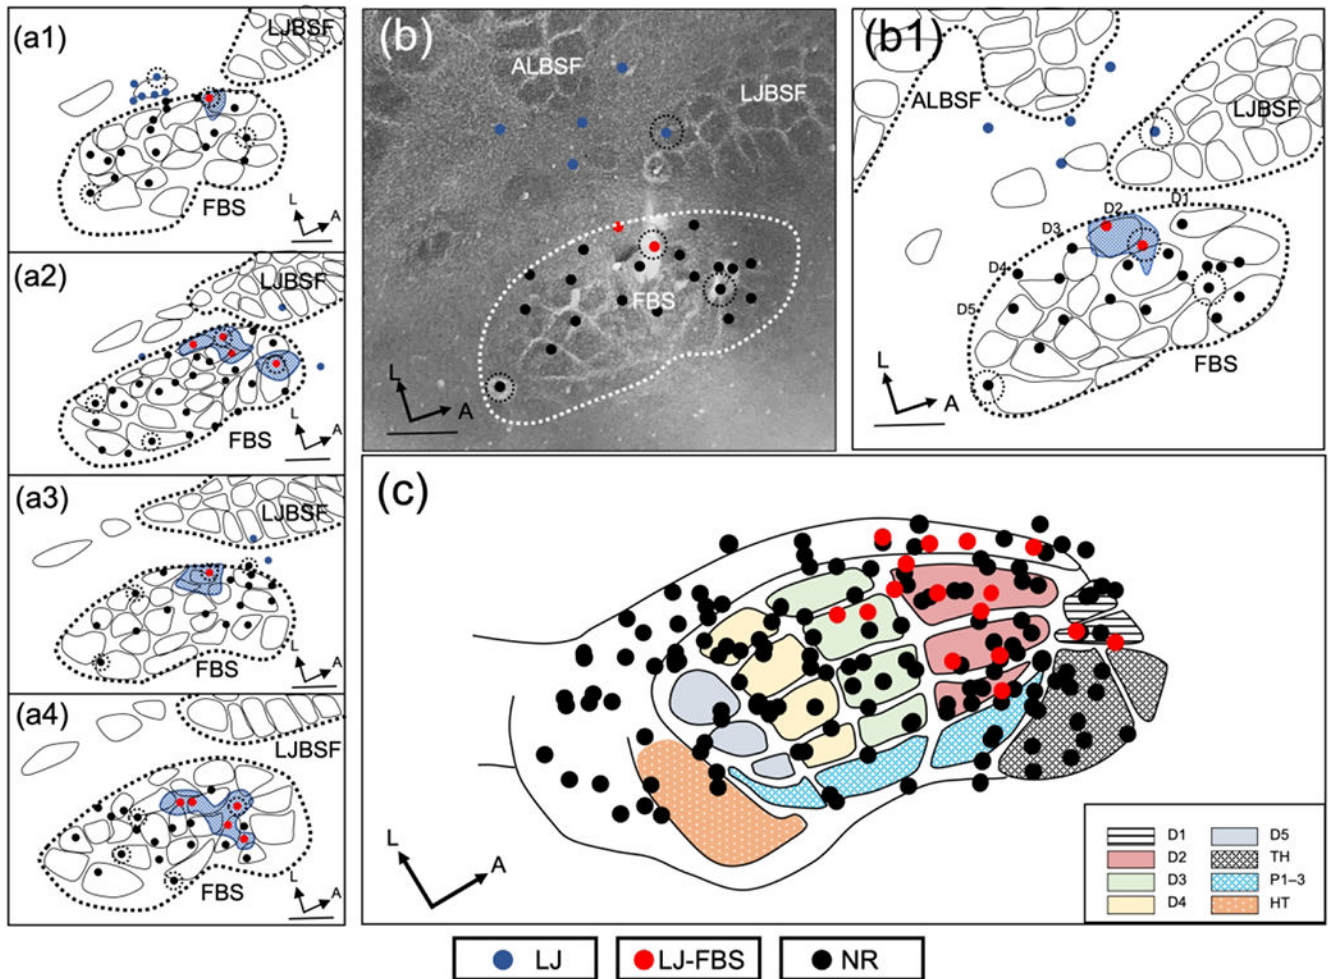 (a1)
LJBSF
FBS
L
A
(a2)
LJBSF
FBS
L
A
(a3)
LJBSF
FBS
L
A
(a4)
LJBSF
FBS
L
A
(b)
ALBSF
LJBSF
FBS
L
A
(b1)
ALBSF
LJBSF
D1
D2
D3
D4
D5
FBS
L
A
(c)
L
A
D1
D2
D3
D4
D5
TH
P1–3
HT
LJ
LJ-FBS
NR